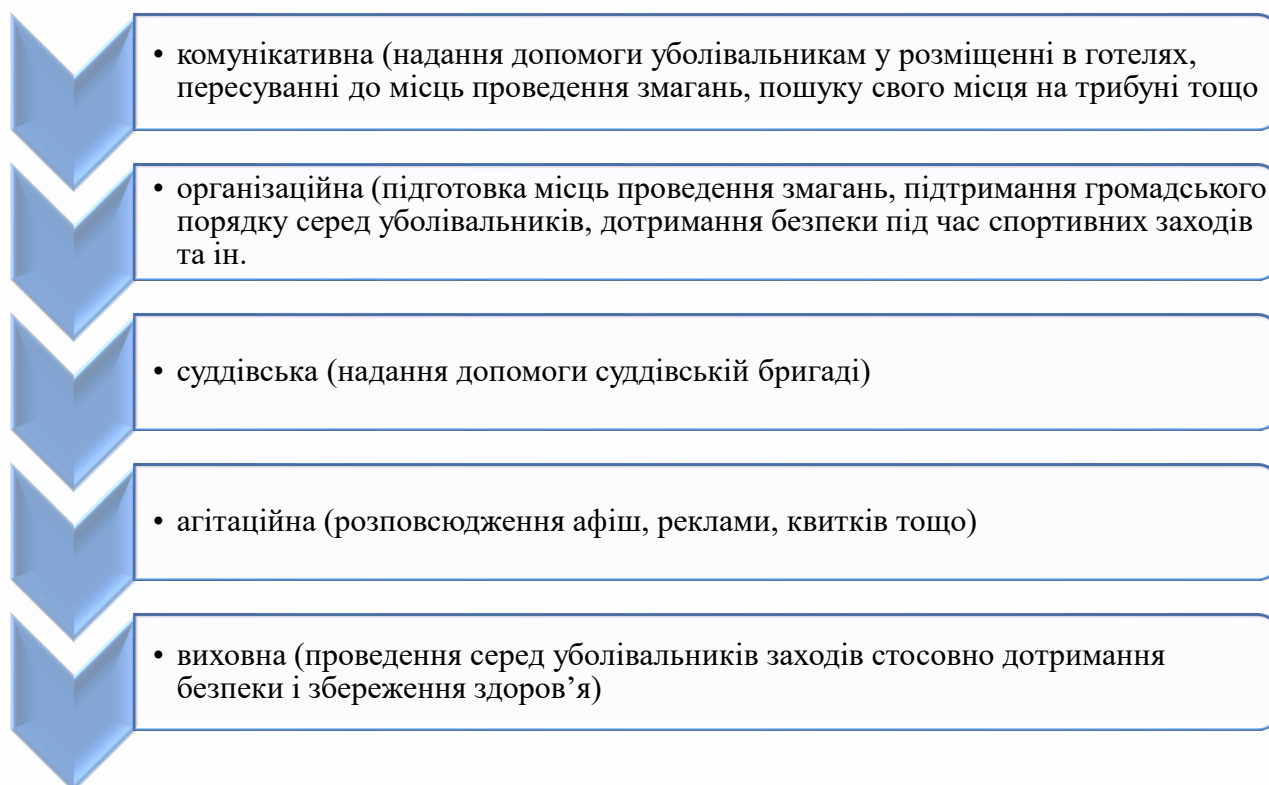 • комунікативна (надання допомоги уболівальникам у розміщенні в готелях,
пересуванні до місць проведення змагань, пошуку свого місця на трибуні тощо
• організаційна (підготовка місць проведення змагань, підтримання громадського
порядку серед уболівальників, дотримання безпеки під час спортивних заходів
та ін.
• суддівська (надання допомоги суддівській бригаді)
• агітаційна (розповсюдження афіш, реклами, квитків тощо)
• виховна (проведення серед уболівальників заходів стосовно дотримання
безпеки і збереження здоров’я)